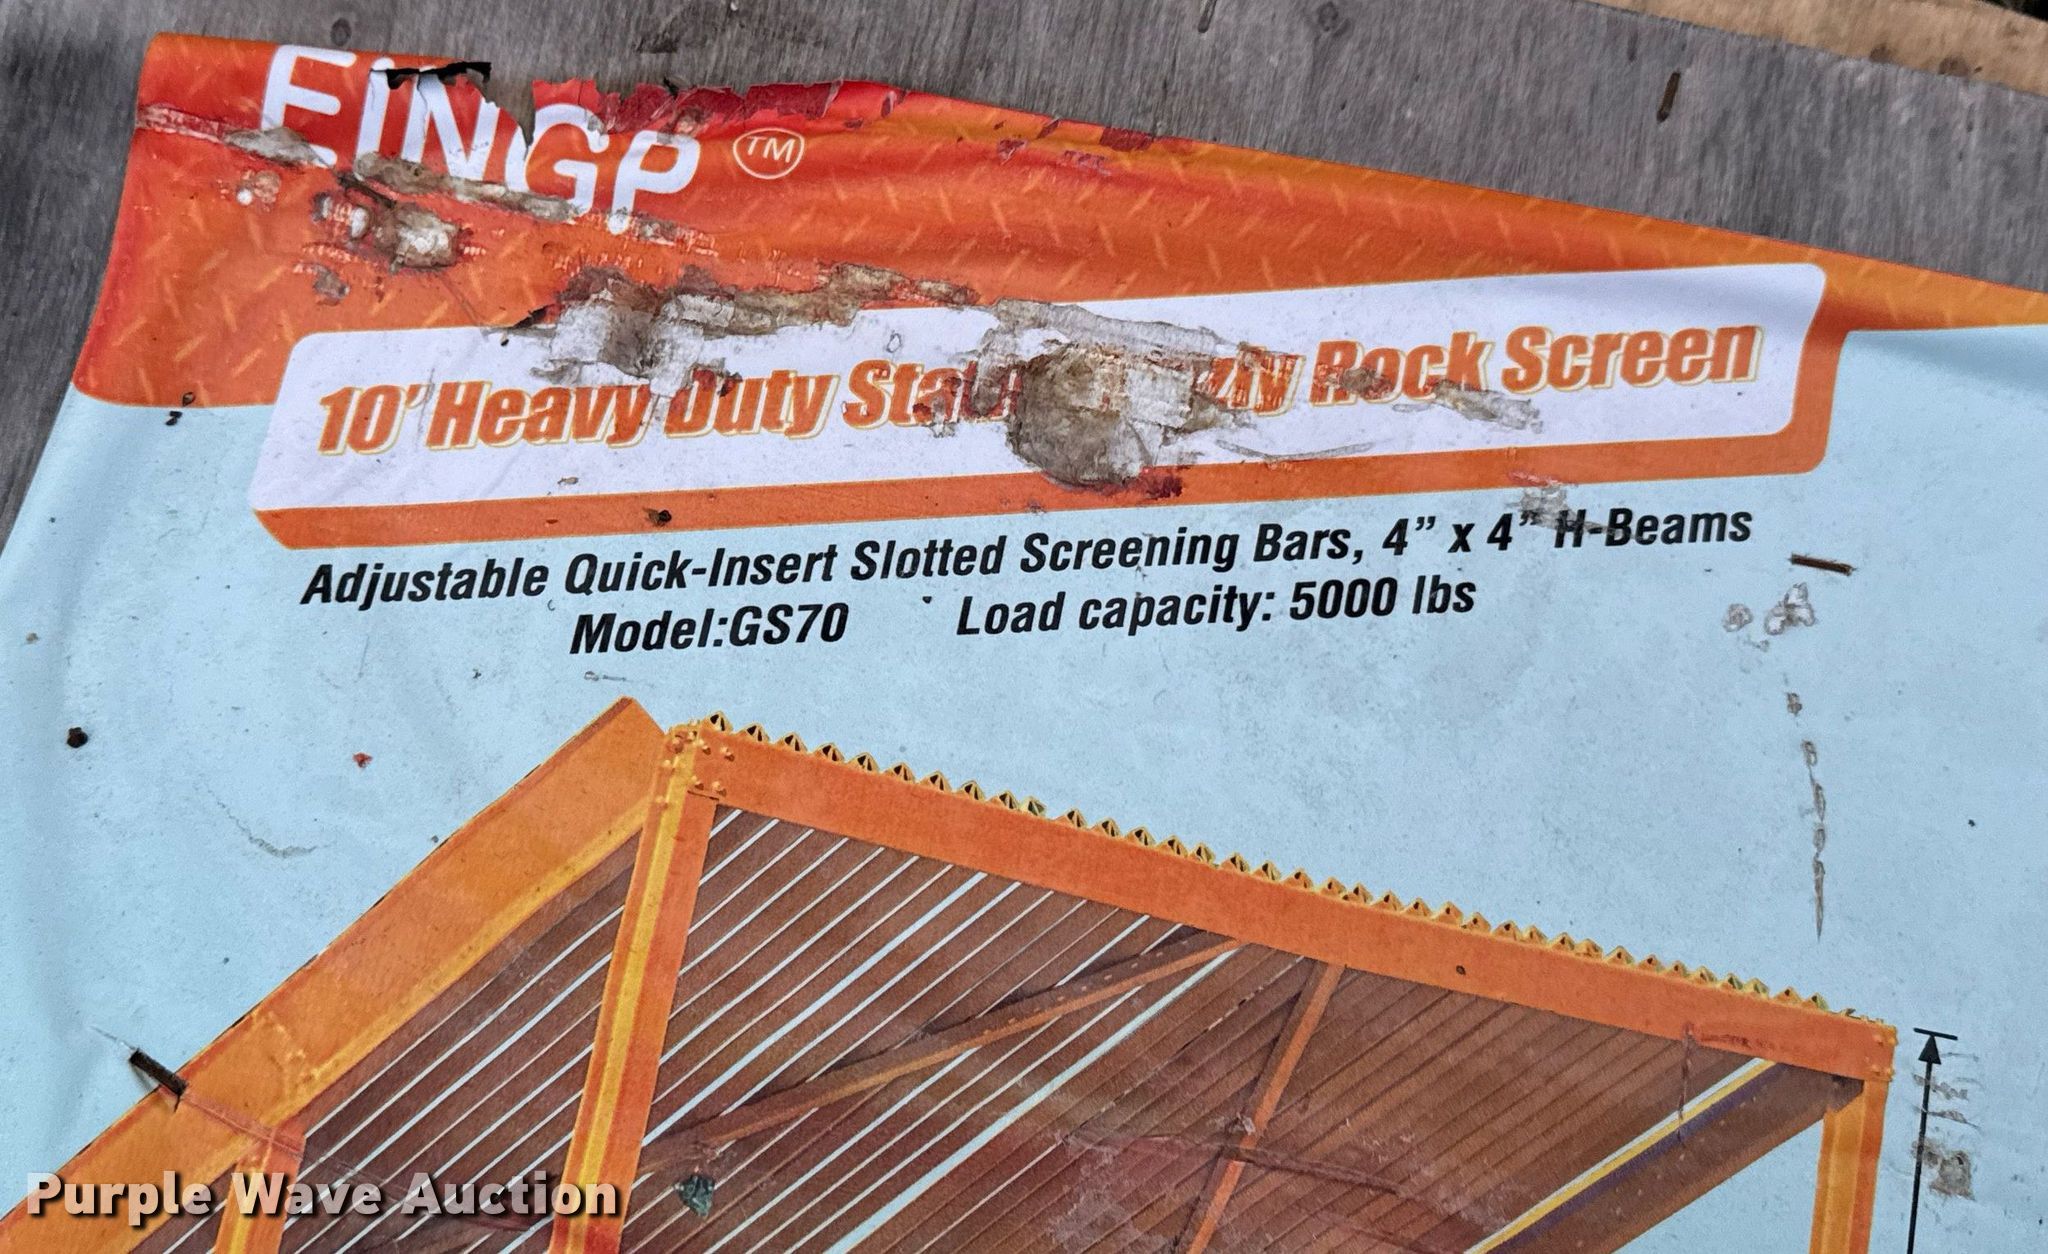 EINGP TM
10' Heavy Duty Rock Screen
Adjustable Quick-Insert Slotted Screening Bars, 4” x 4” H-Beams
Model:GS70 Load capacity: 5000 lbs
Purple Wave Auction